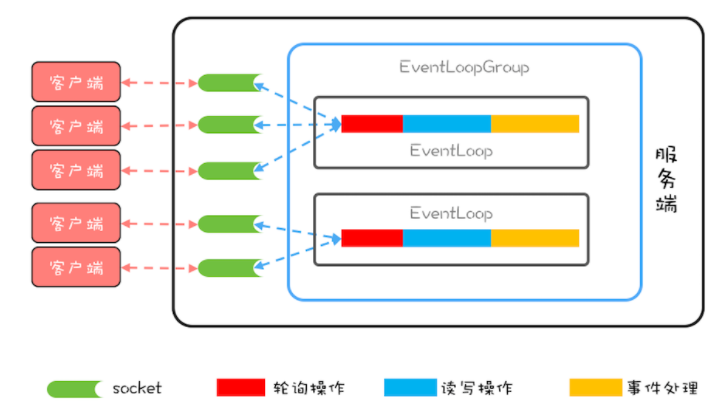 EventLoopGroup
客户端
客户端
EventLoop
客户端
服务端
EventLoop
客户端
客户端
socket
轮询操作
读写操作
事件处理